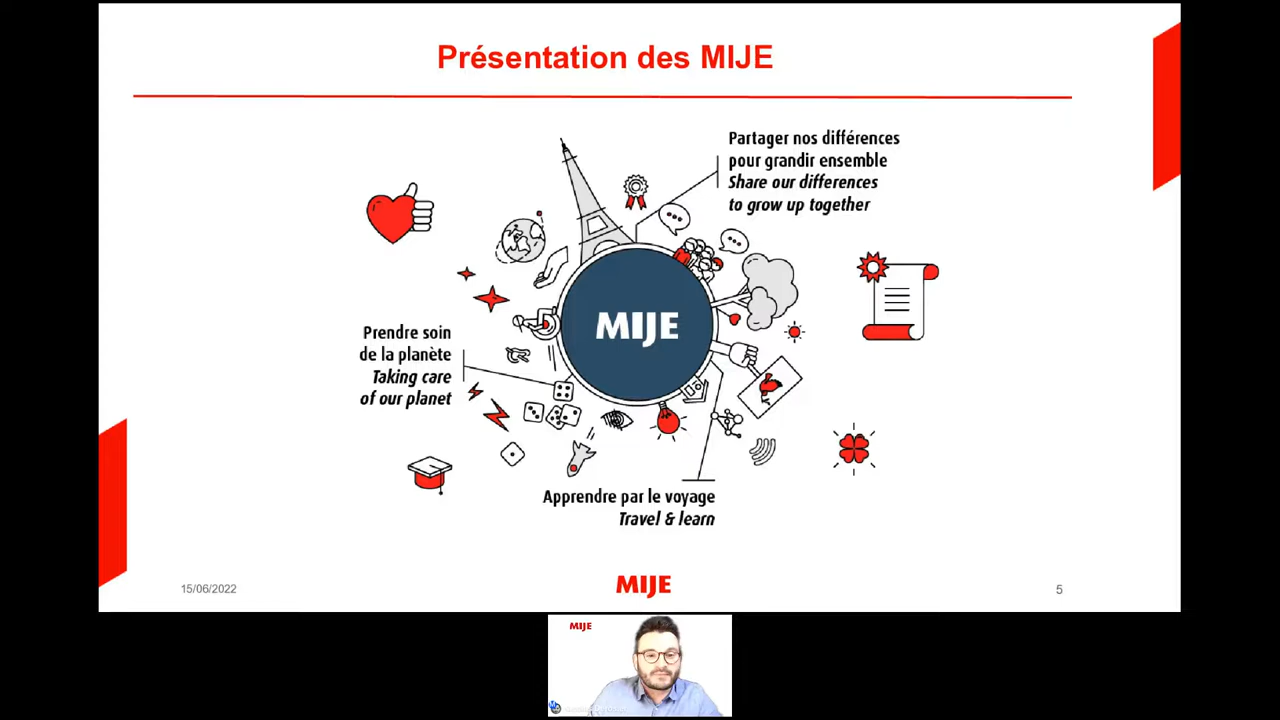 Présentation des MIJE
Partager nos différences
pour grandir ensemble
Share our differences
to grow up together
MIJE
Prendre soin
de la planète
Taking care
of our planet
Apprendre par le voyage
Travel & learn
15/06/2022
MIJE
5
MIJE